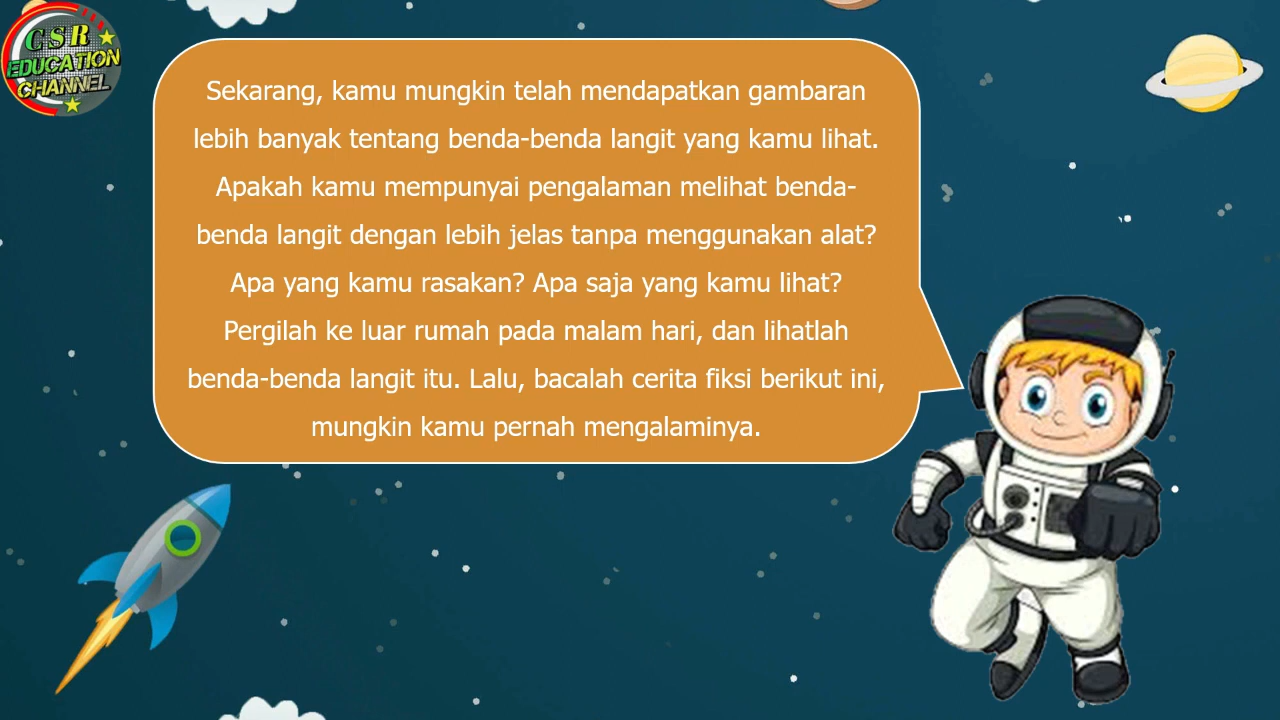 CSR
EDUCATION
CHANNEL
Sekarang, kamu mungkin telah mendapatkan gambaran
lebih banyak tentang benda-benda langit yang kamu lihat.
Apakah kamu mempunyai pengalaman melihat benda-
benda langit dengan lebih jelas tanpa menggunakan alat?
Apa yang kamu rasakan? Apa saja yang kamu lihat?
Pergilah ke luar rumah pada malam hari, dan lihatlah
benda-benda langit itu. Lalu, bacalah cerita fiksi berikut ini,
mungkin kamu pernah mengalaminya.